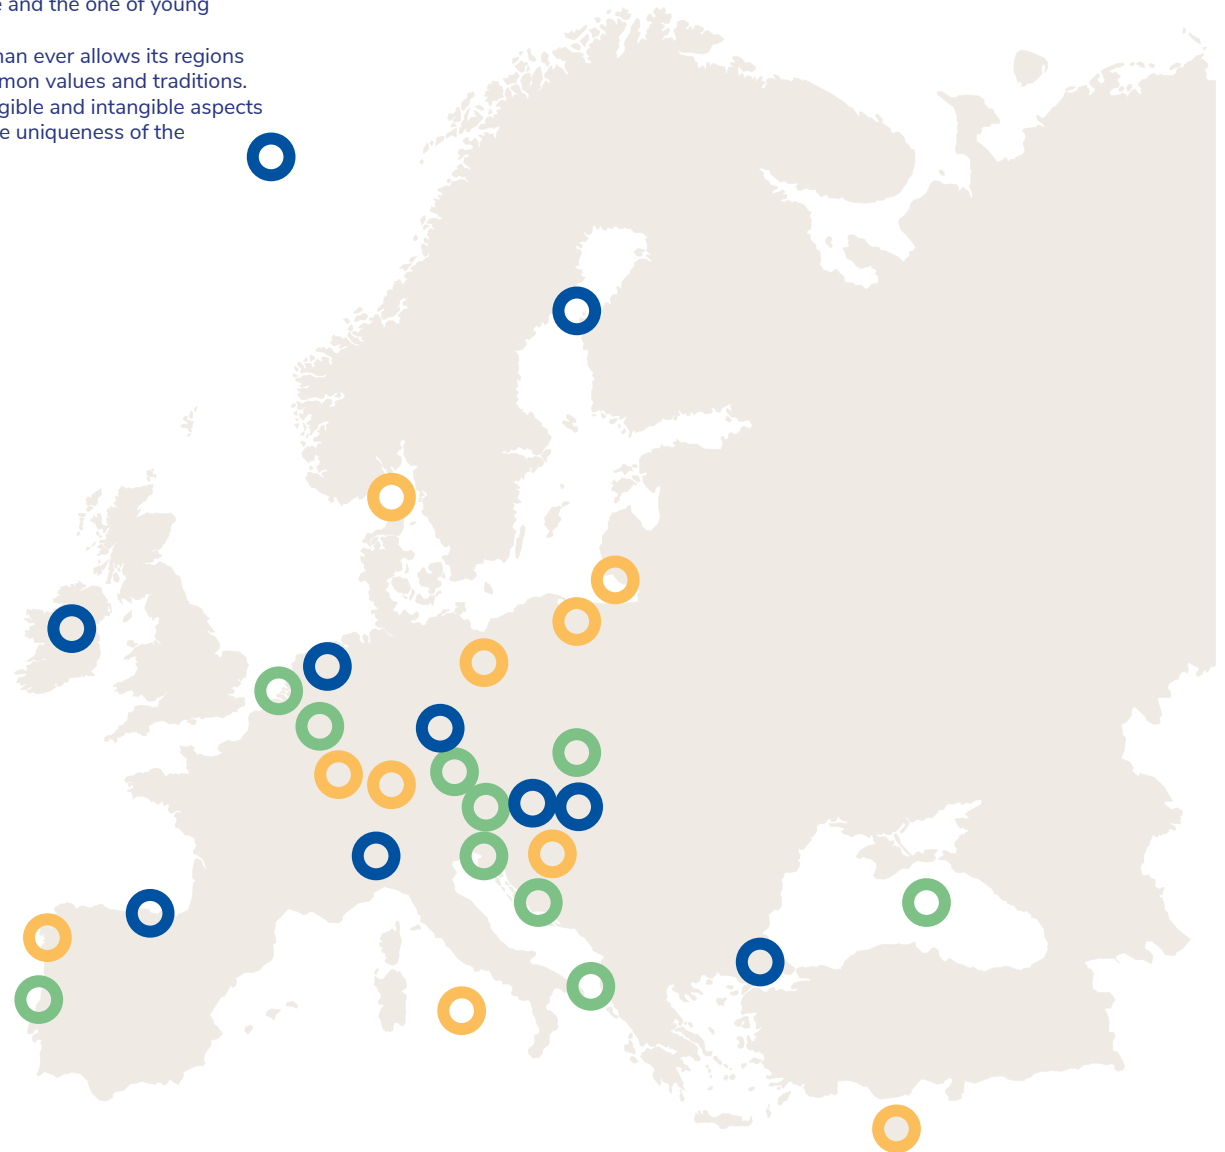 e and the one of young
han ever allows its regions
mon values and traditions.
gible and intangible aspects
e uniqueness of the